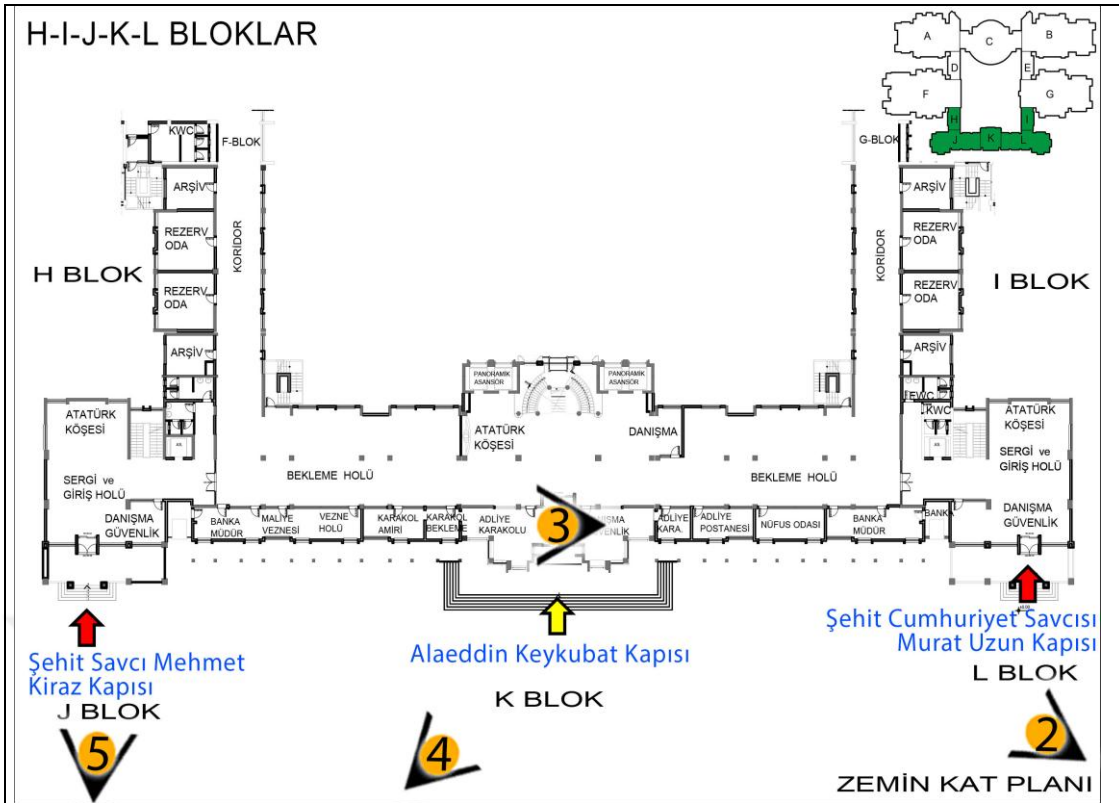 H-I-J-K-L BLOKLAR
A
B
C
D
E
F
G
H
I
J
K
L
KWC
F-BLOK
G-BLOK
ARŞİV
ARŞİV
REZERV
ODA
REZERV
ODA
KORİDOR
KORİDOR
H BLOK
I BLOK
REZERV
ODA
REZERV
ODA
ARŞİV
ARŞİV
PANORAMİK
ASANSÖR
PANORAMİK
ASANSÖR
KWC
ATATÜRK
KÖŞESİ
ATATÜRK
KÖŞESİ
DANIŞMA
ATATÜRK
KÖŞESİ
SERGİ ve
GİRİŞ HOLÜ
BEKLEME HOLÜ
BEKLEME HOLÜ
SERGİ ve
GİRİŞ HOLÜ
DANIŞMA
GÜVENLİK
BANKA
MÜDÜR
MALİYE
VEZNESİ
VEZNE
HOLÜ
KARAKOL
AMİRİ
KARAKOL
BEKLEME
ADLİYE
KARAKOLU
3
ADLİYE
KARA.
ADLİYE
POSTANESİ
NÜFUS ODASI
BANKA
MÜDÜR
BANKA
DANIŞMA
GÜVENLİK
Şehit Savcı Mehmet
Kiraz Kapısı
Alaeddin Keykubat Kapısı
Şehit Cumhuriyet Savcısı
Murat Uzun Kapısı
J BLOK
K BLOK
L BLOK
5
4
2
ZEMİN KAT PLANI